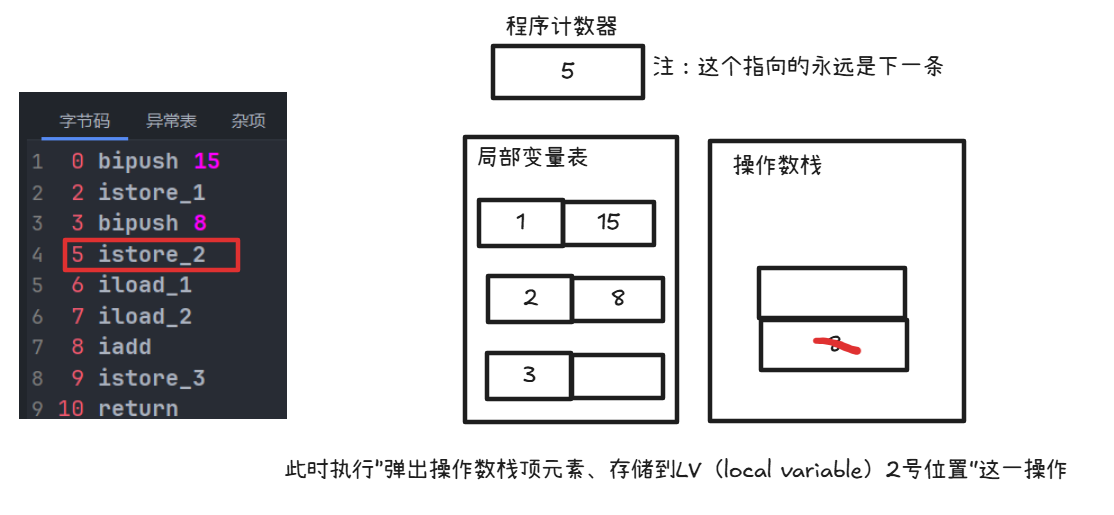 程序计数器
5
注：这个指向的永远是下一条
字节码 异常表 杂项
1 0 bipush 15
2 2 istore_1
3 3 bipush 8
4 5 istore_2
5 6 iload_1
6 7 iload_2
7 8 iadd
8 9 istore_3
9 10 return
局部变量表
1 15
2 8
3
操作数栈
8
此时执行"弹出操作数栈项元素、存储到LV（local variable）2号位置"这一操作